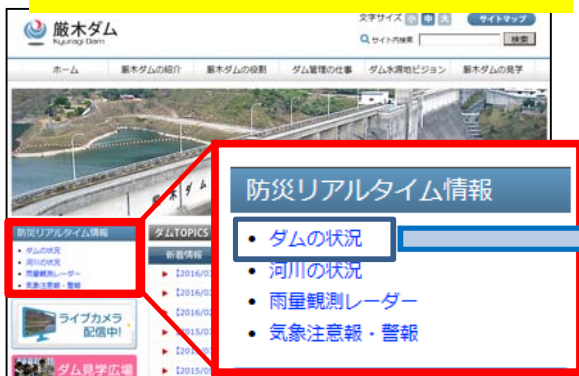 厳木ダム
Kyuragi Dam
文字サイズ 小 中 大
サイトマップ
サイト内検索
検索
ホーム
厳木ダムの紹介
厳木ダムの役割
ダム管理の仕事
ダム水源地ビジョン
厳木ダムの見学
厳木ダム
防災リアルタイム情報
ダムの状況
河川の状況
雨量観測レーダー
気象注意報・警報
ライブカメラ
配信中!
ダム見学広場
ダムTOPICS
新着情報
防災リアルタイム情報
• ダムの状況
• 河川の状況
• 雨量観測レーダー
• 気象注意報・警報